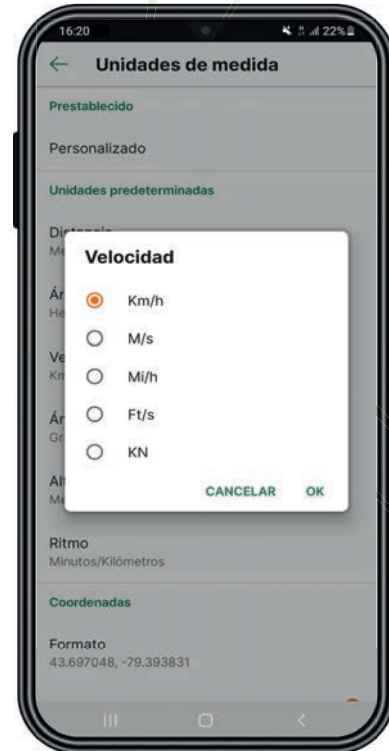 16:20
22%
Unidades de medida
Prestablecido
Personalizado
Unidades predeterminadas
Velocidad
Km/h
M/s
Mi/h
Ft/s
KN
CANCELAR OK
Ritmo
Minutos/Kilómetros
Coordenadas
Formato
43.697048, -79.393831